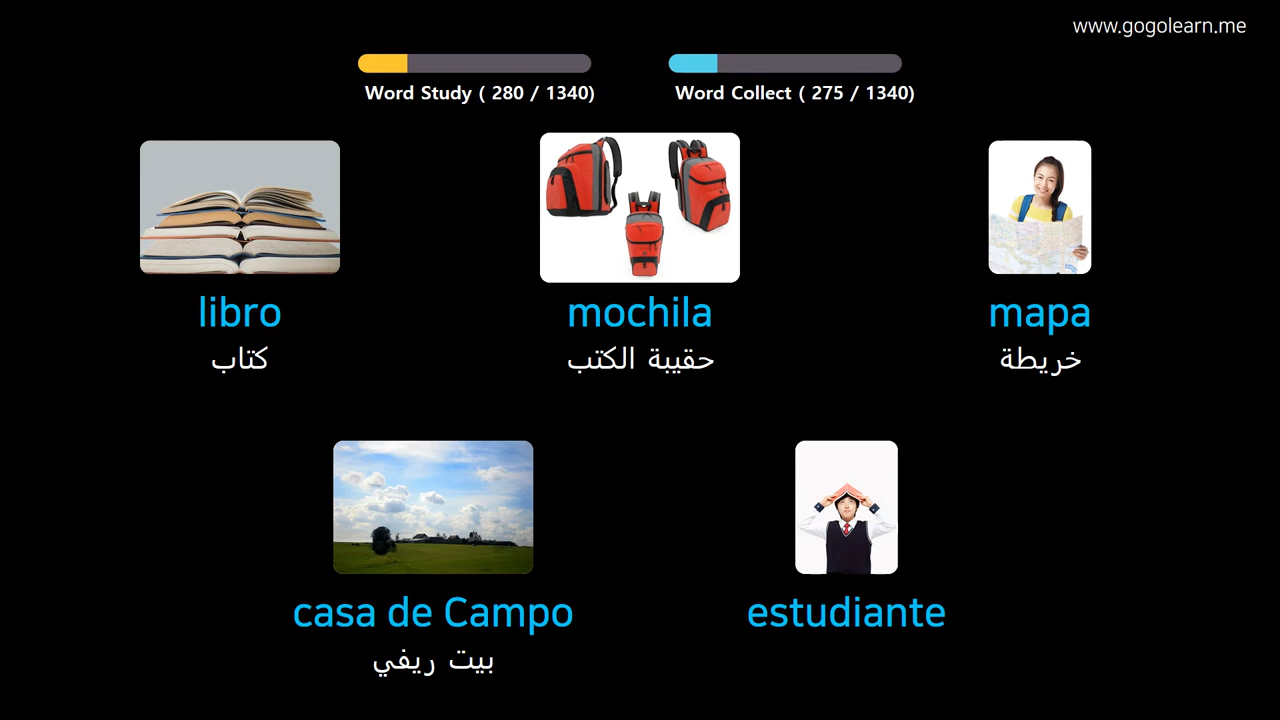 www.gogolearn.me
Word Study ( 280 / 1340)
Word Collect ( 275 / 1340)
libro
كتاب
mochila
حقيبة الكتب
mapa
خريطة
casa de Campo
بيت ريفي
estudiante